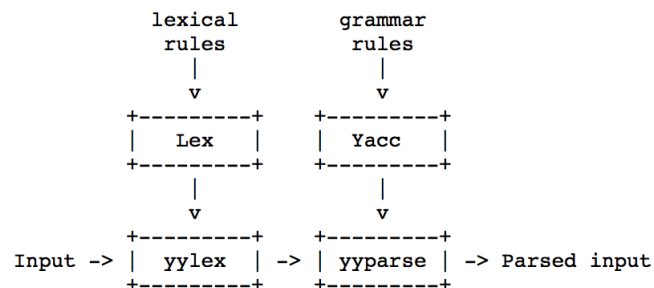 lexical grammar
rules rules
| |
v v
+---------+ +---------+
| Lex | | Yacc |
+---------+ +---------+
| |
v v
+---------+ +---------+
Input -> | yylex | -> | yyparse | -> Parsed input
+---------+ +---------+